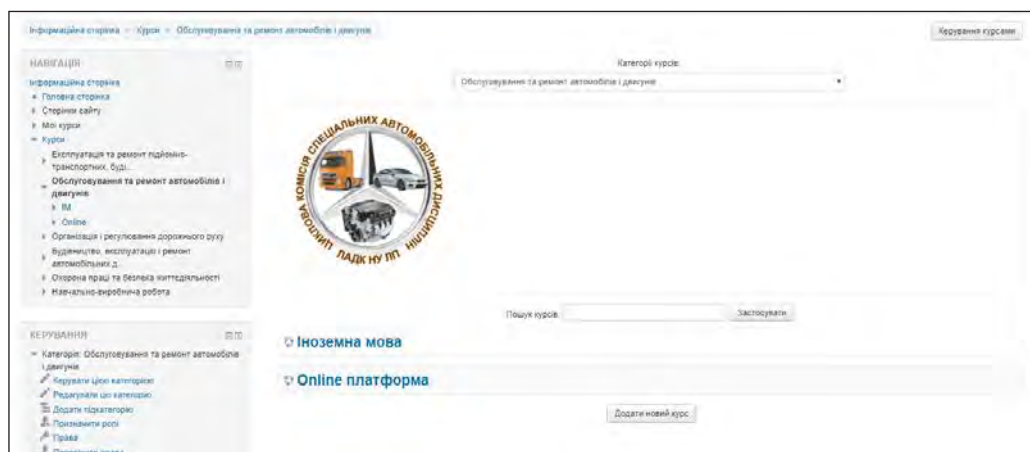 Інформаційна сторінка ► Курси ► Обслуговування та ремонт автомобілів і двигунів
Керування курсами
НАВІГАЦІЯ
Інформаційна сторінка
Головна сторінка
Сторінки сайту
Мої курси
Курси
Експлуатація та ремонт підйомно-
транспортних, буді...
Обслуговування та ремонт автомобілів і
двигунів
ІМ
Online
Організація і регулювання дорожнього руху
Будівництво, експлуатація і ремонт
автомобільних д...
Охорона праці та безпека життєдіяльності
Навчально-виробнича робота
КЕРУВАННЯ
Категорія: Обслуговування та ремонт автомобілів
і двигунів
Керувати цією категорією
Редагувати цю категорію
Додати підкатегорію
Призначити ролі
Права
Категорії курсів:
Обслуговування та ремонт автомобілів і двигунів
ЦИКЛОВА КОМІСІЯ СПЕЦІАЛЬНИХ АВТОМОБІЛЬНИХ ДИСЦИПЛІН
ЛАДК НУ ЛП
Пошук курсів:
Застосувати
Іноземна мова
Online платформа
Додати новий курс